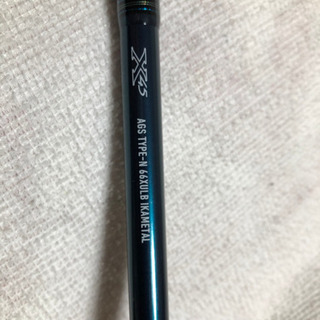 X45
AGS TYPE-N 66XULB IKAMETAL